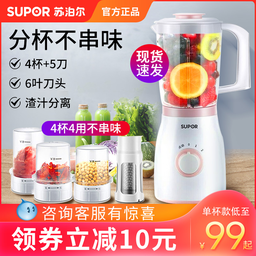 SUPOR 苏泊尔 官方正品
分杯不串味
4杯+5刀
6叶刀头
渣汁分离
现货
速发
4杯4用不串味
SUPOR
咨询客服有惊喜
领券立减10元
单杯款低至
¥99起